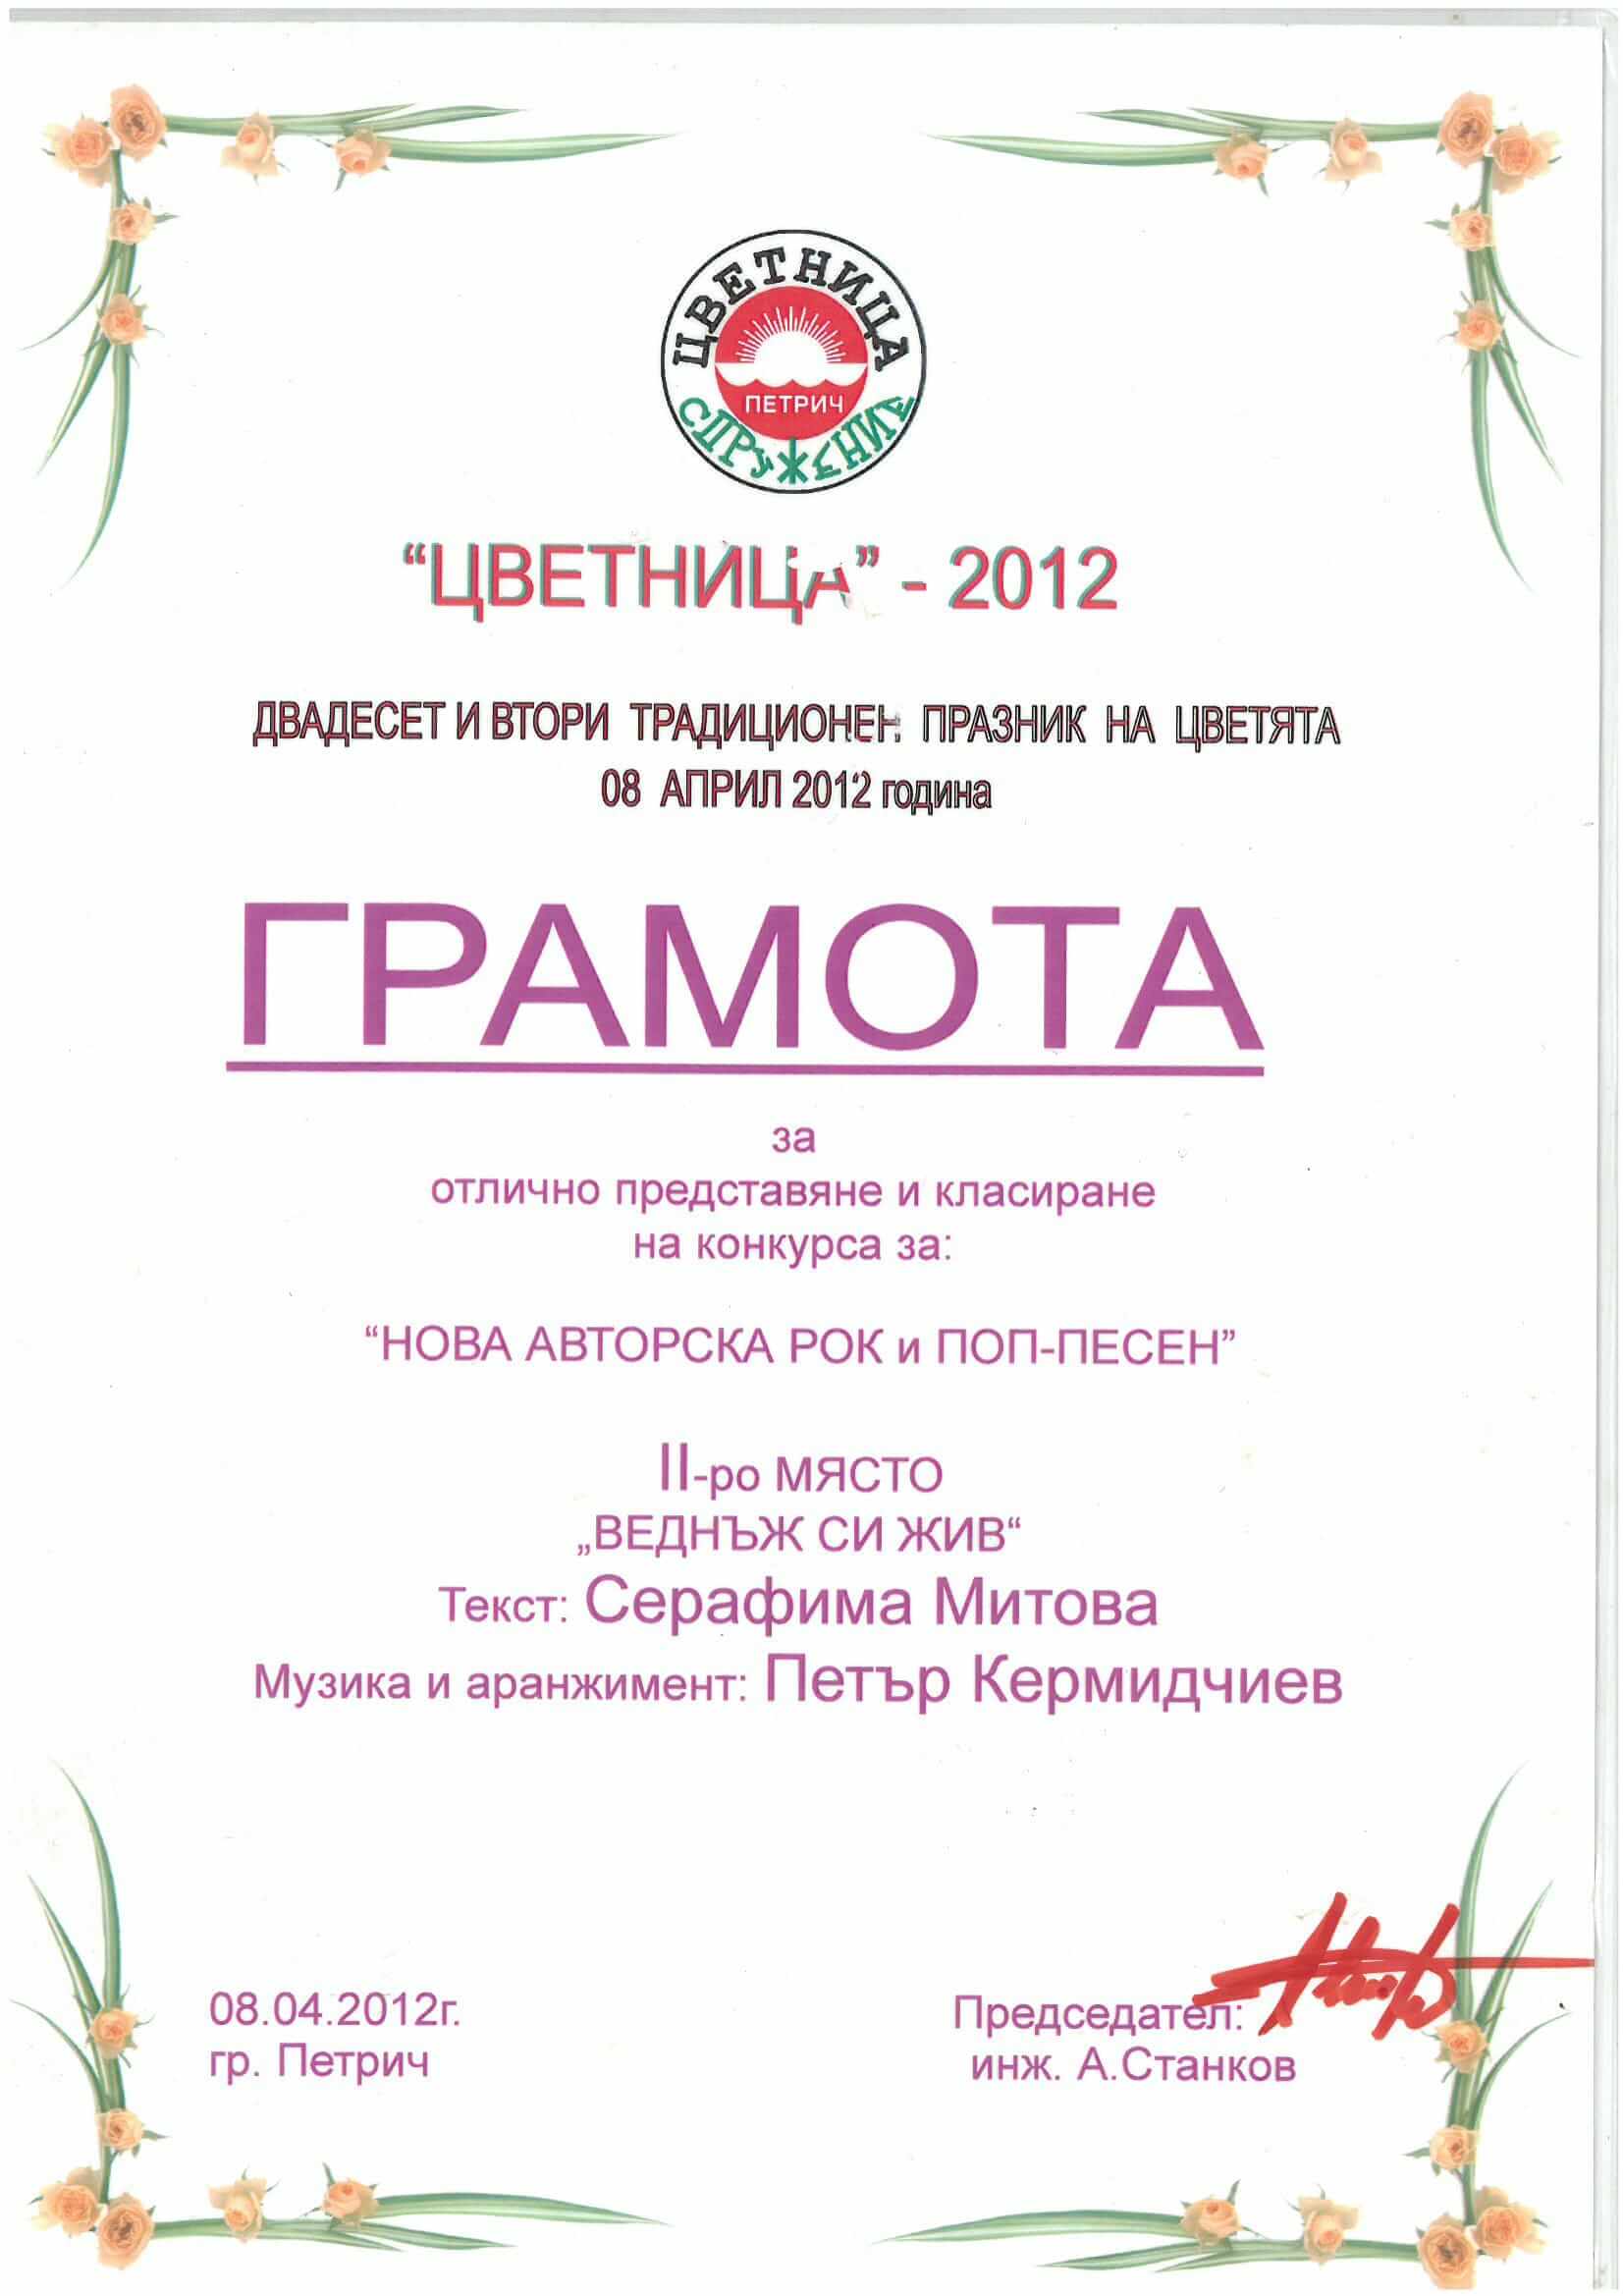 ЦВЕТНИЦА
ПЕТРИЧ
СДРУЖЕНИЕ
“ЦВЕТНИЦА” - 2012
ДВАДЕСЕТ И ВТОРИ ТРАДИЦИОНЕН ПРАЗНИК НА ЦВЕТЯТА
08 АПРИЛ 2012 година
ГРАМОТА
за
отлично представяне и класиране
на конкурса за:
“НОВА АВТОРСКА РОК и ПОП-ПЕСЕН”
II-ро МЯСТО
„ВЕДНЪЖ СИ ЖИВ“
Текст: Серафима Митова
Музика и аранжимент: Петър Кермидчиев
08.04.2012г.
гр. Петрич
Председател:
инж. А.Станков